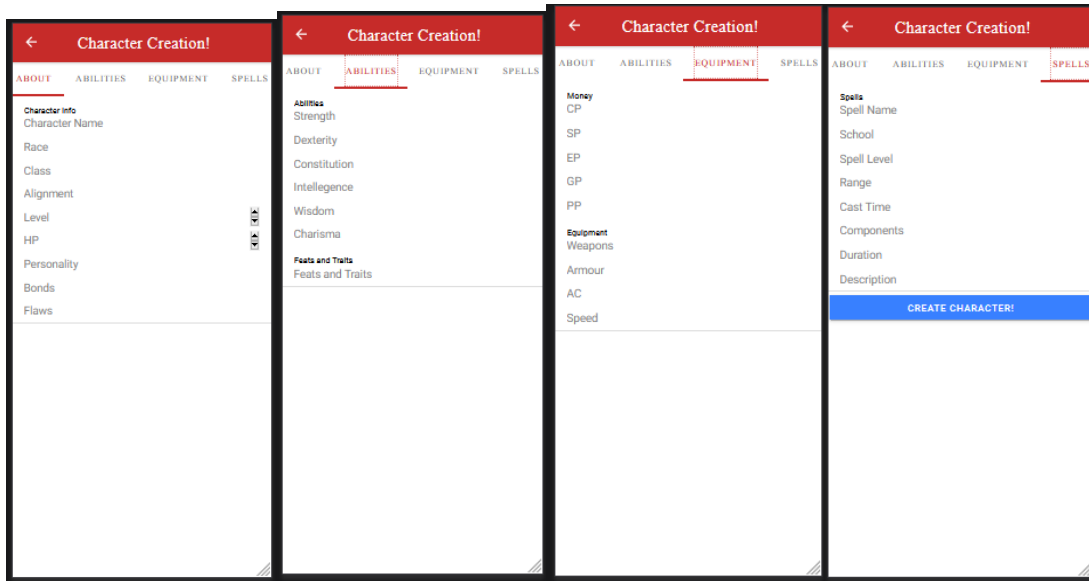 Character Creation!
ABOUT ABILITIES EQUIPMENT SPELLS
Character Info
Character Name
Race
Class
Alignment
Level
HP
Personality
Bonds
Flaws
Character Creation!
ABOUT ABILITIES EQUIPMENT SPELLS
Abilities
Strength
Dexterity
Constitution
Intellegence
Wisdom
Charisma
Feats and Traits
Feats and Traits
Character Creation!
ABOUT ABILITIES EQUIPMENT SPELLS
Money
CP
SP
EP
GP
PP
Equipment
Weapons
Armour
AC
Speed
Character Creation!
ABOUT ABILITIES EQUIPMENT SPELLS
Spells
Spell Name
School
Spell Level
Range
Cast Time
Components
Duration
Description
CREATE CHARACTER!